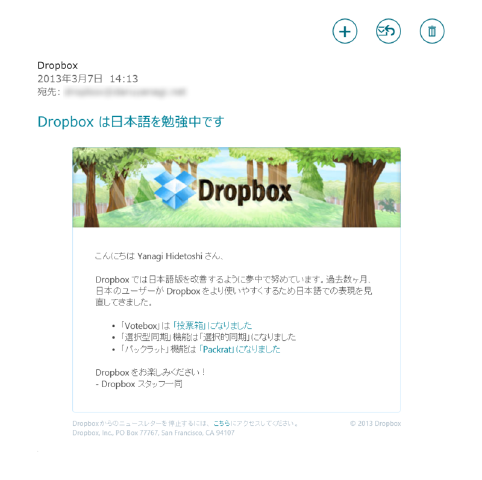 Dropbox
2013年3月7日 14:13
宛先:
Dropbox は日本語を勉強中です
Dropbox
こんにちは Yanagi Hidetoshi さん、
Dropbox では日本語版を改善するように夢中で努めています。過去数ヶ月、
日本のユーザーが Dropbox をより使いやすくするため日本語での表現を見
直してきました。
• 「Votebox」は「投票箱」になりました
• 「選択型同期」機能は「選択的同期」になりました
• 「パックラット」機能は「Packrat」になりました
Dropbox をお楽しみください！
- Dropbox スタッフ一同
Dropboxからのニュースレターを停止するには、こちらにアクセスしてください。 © 2013 Dropbox
Dropbox, Inc., PO Box 77767, San Francisco, CA 94107